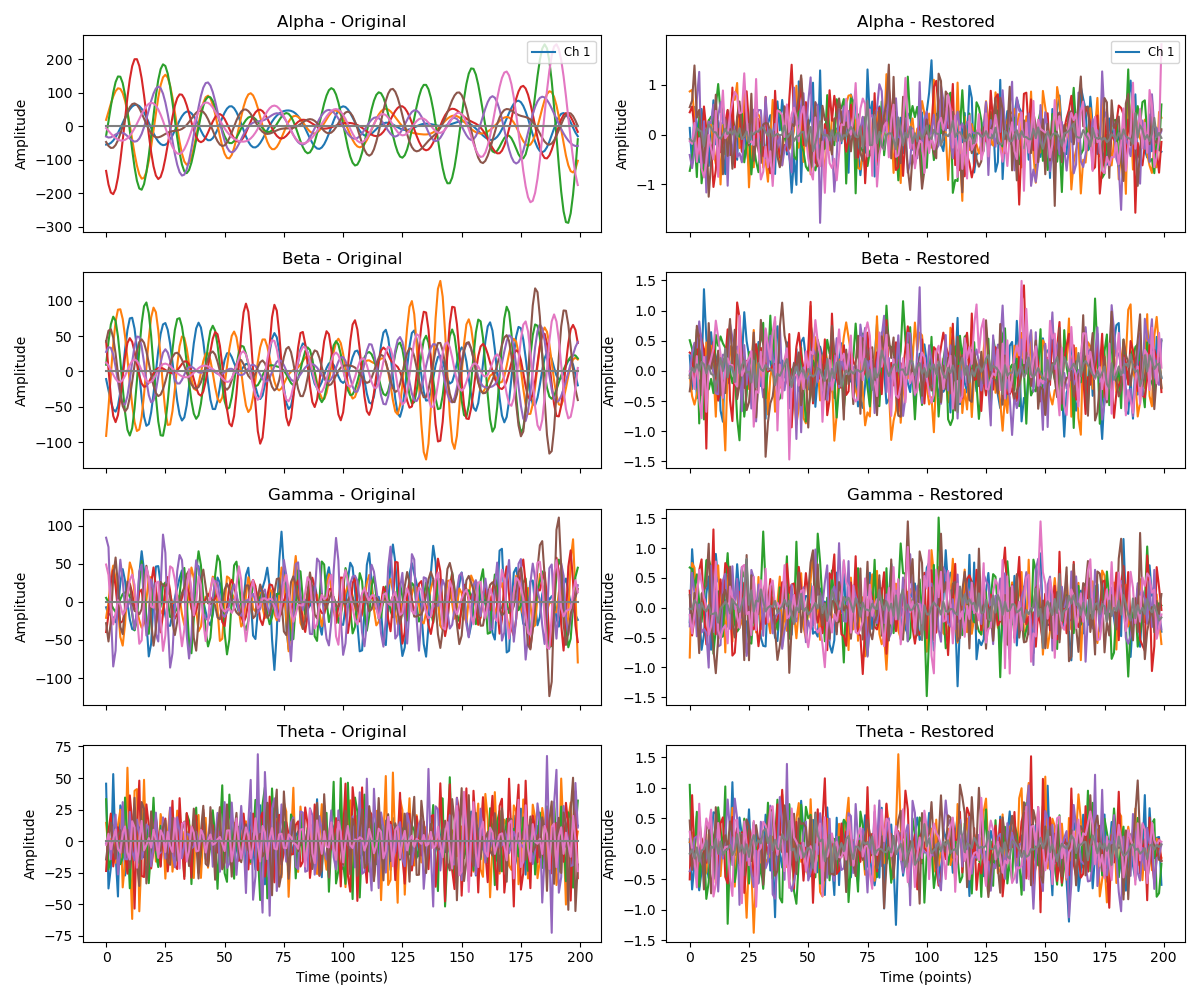 Alpha - Original
Amplitude
200
100
0
−100
−200
−300
Ch 1
Alpha - Restored
Amplitude
1
0
−1
Ch 1
Beta - Original
Amplitude
100
50
0
−50
−100
Beta - Restored
Amplitude
1.5
1.0
0.5
0.0
−0.5
−1.0
−1.5
Gamma - Original
Amplitude
100
50
0
−50
−100
Gamma - Restored
Amplitude
1.5
1.0
0.5
0.0
−0.5
−1.0
−1.5
Theta - Original
Amplitude
75
50
25
0
−25
−50
−75
0 25 50 75 100 125 150 175 200
Time (points)
Theta - Restored
Amplitude
1.5
1.0
0.5
0.0
−0.5
−1.0
−1.5
0 25 50 75 100 125 150 175 200
Time (points)